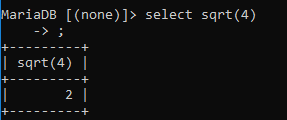 MariaDB [(none)]> select sqrt(4)
    -> ;
+---------+
| sqrt(4) |
+---------+
|       2 |
+---------+